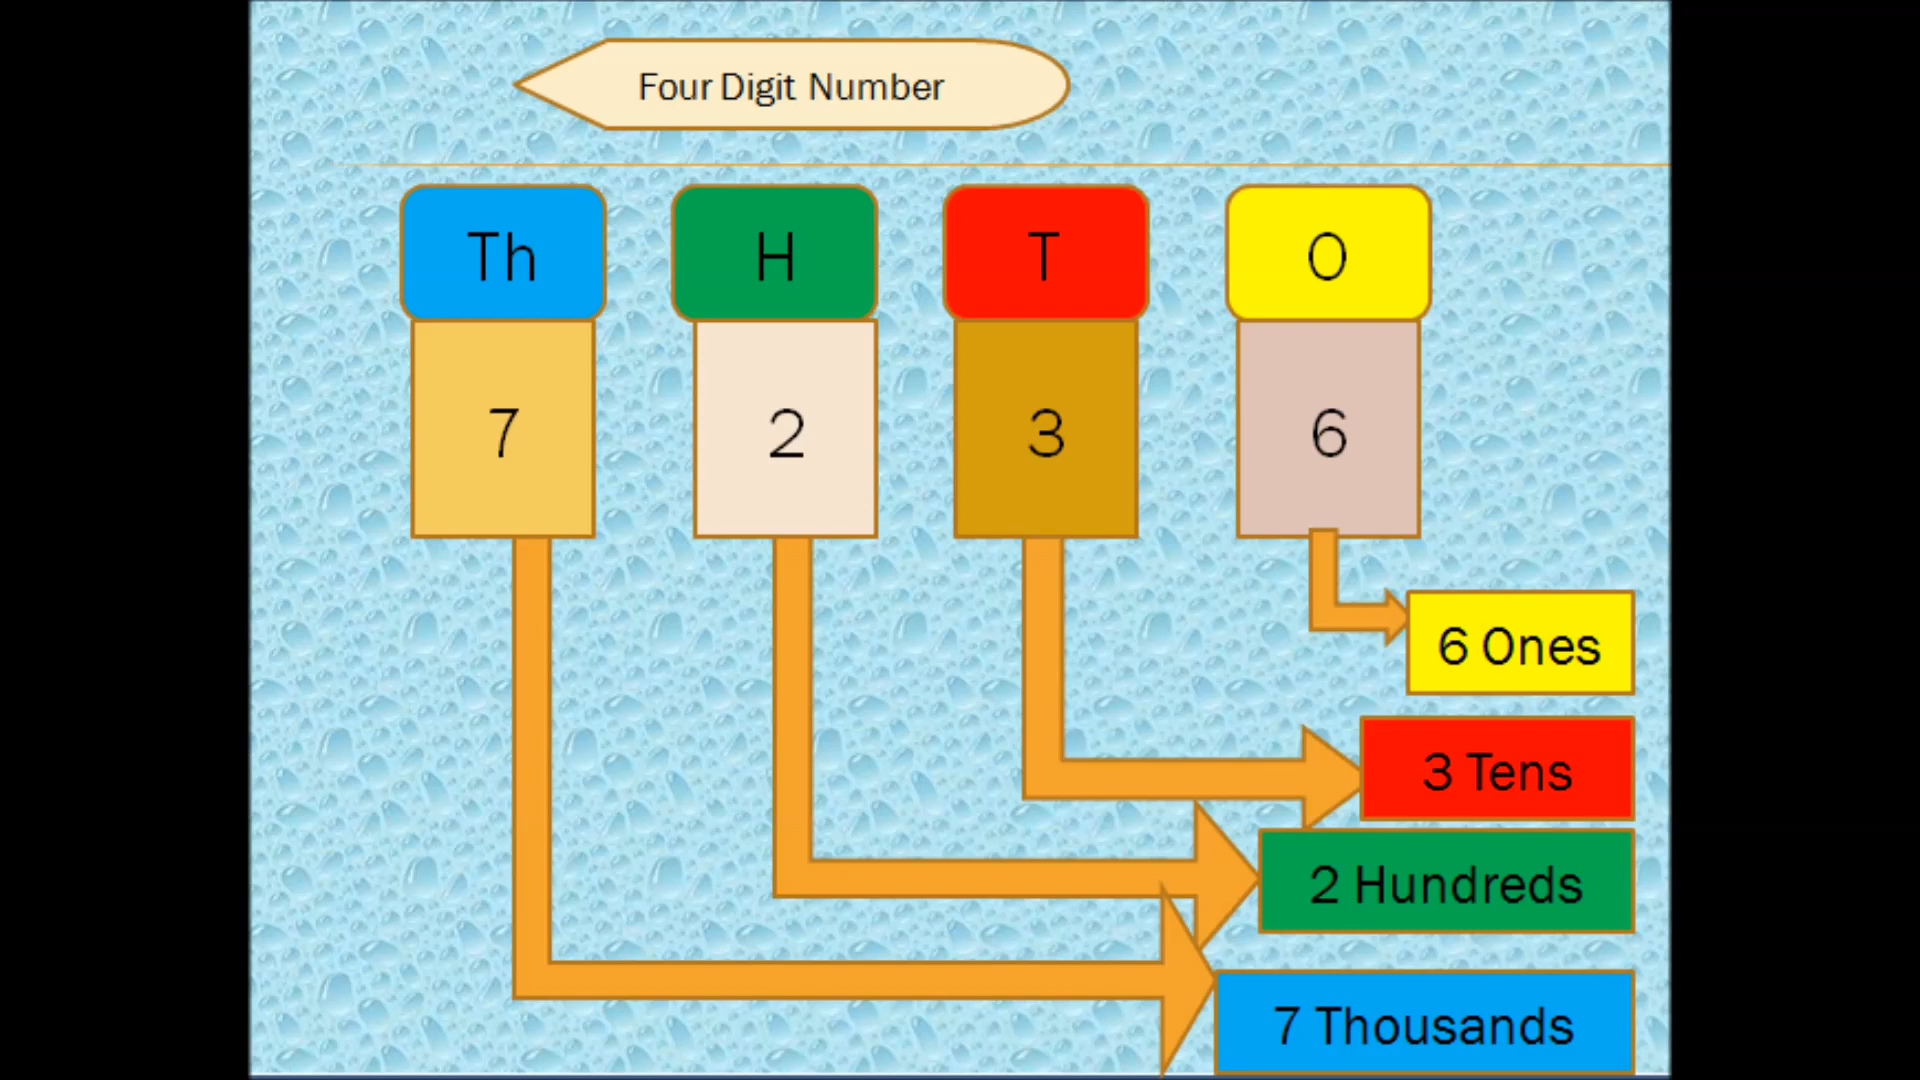 Four Digit Number
Th H T O
7 2 3 6
6 Ones
3 Tens
2 Hundreds
7 Thousands